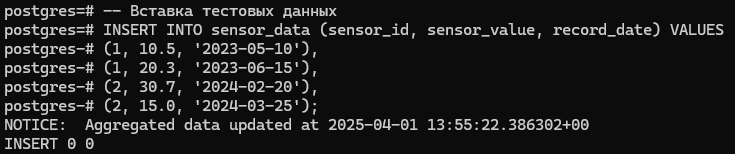 postgres=# -- Вставка тестовых данных
postgres=# INSERT INTO sensor_data (sensor_id, sensor_value, record_date) VALUES
postgres-# (1, 10.5, '2023-05-10'),
postgres-# (1, 20.3, '2023-06-15'),
postgres-# (2, 30.7, '2024-02-20'),
postgres-# (2, 15.0, '2024-03-25');
NOTICE:  Aggregated data updated at 2025-04-01 13:55:22.386302+00
INSERT 0 0